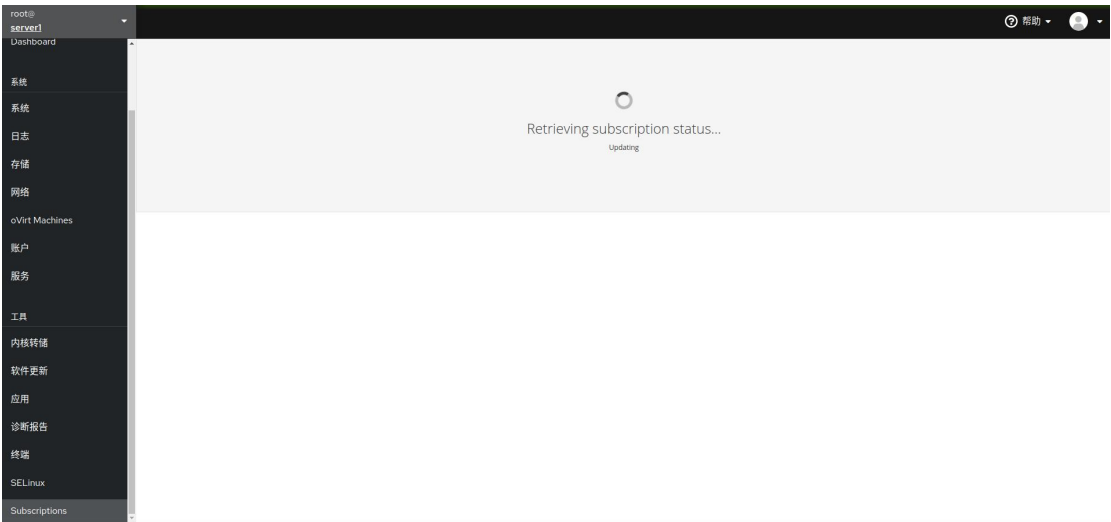 root@
server1
帮助
Dashboard
系统
系统
日志
存储
网络
oVirt Machines
账户
服务
工具
内核转储
软件更新
应用
诊断报告
终端
SELinux
Subscriptions
Retrieving subscription status...
Updating